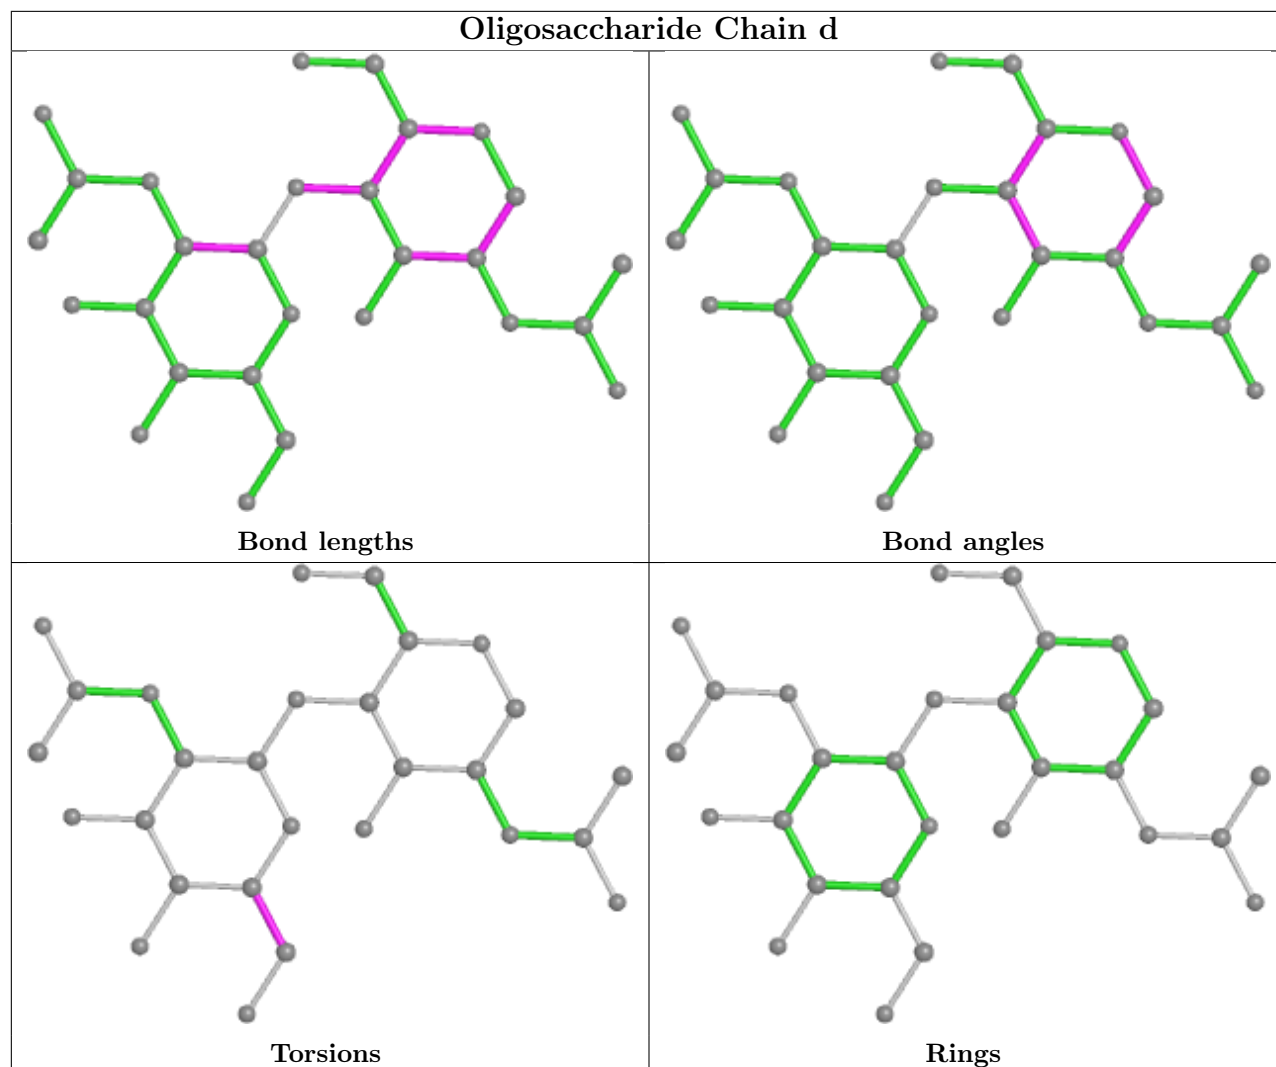 Oligosaccharide Chain d
Bond lengths
Bond angles
Torsions
Rings